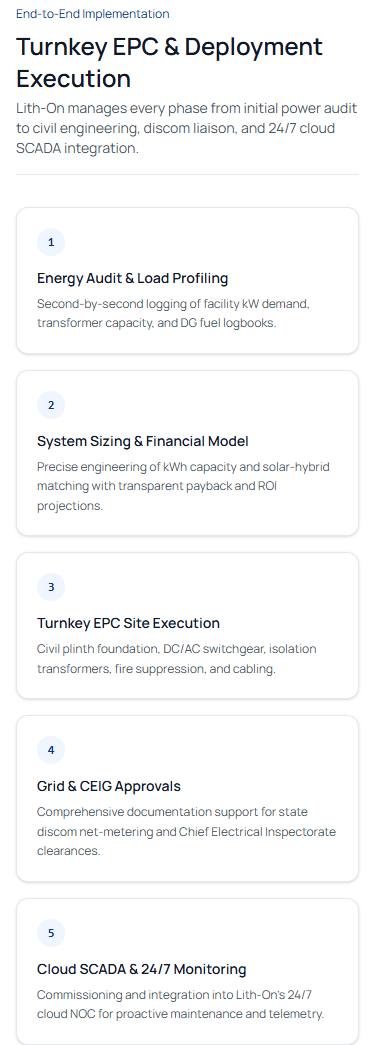 End-to-End Implementation
Turnkey EPC & Deployment
Execution
Lith-On manages every phase from initial power audit
to civil engineering, discom liaison, and 24/7 cloud
SCADA integration.
1
Energy Audit & Load Profiling
Second-by-second logging of facility kW demand,
transformer capacity, and DG fuel logbooks.
2
System Sizing & Financial Model
Precise engineering of kWh capacity and solar-hybrid
matching with transparent payback and ROI
projections.
3
Turnkey EPC Site Execution
Civil plinth foundation, DC/AC switchgear, isolation
transformers, fire suppression, and cabling.
4
Grid & CEIG Approvals
Comprehensive documentation support for state
discom net-metering and Chief Electrical Inspectorate
clearances.
5
Cloud SCADA & 24/7 Monitoring
Commissioning and integration into Lith-On's 24/7
cloud NOC for proactive maintenance and telemetry.